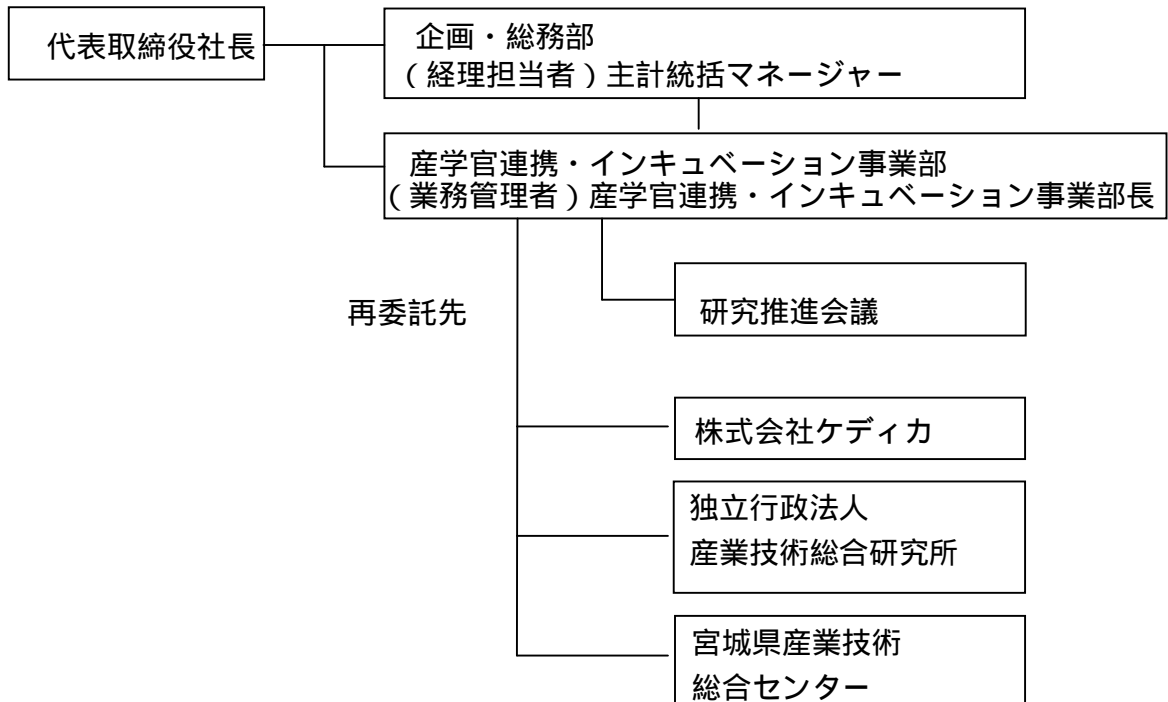 代表取締役社長
企画・総務部
（経理担当者）主計統括マネージャー
産学官連携・インキュベーション事業部
（業務管理者）産学官連携・インキュベーション事業部長
再委託先
研究推進会議
株式会社ケディカ
独立行政法人
産業技術総合研究所
宮城県産業技術
総合センター